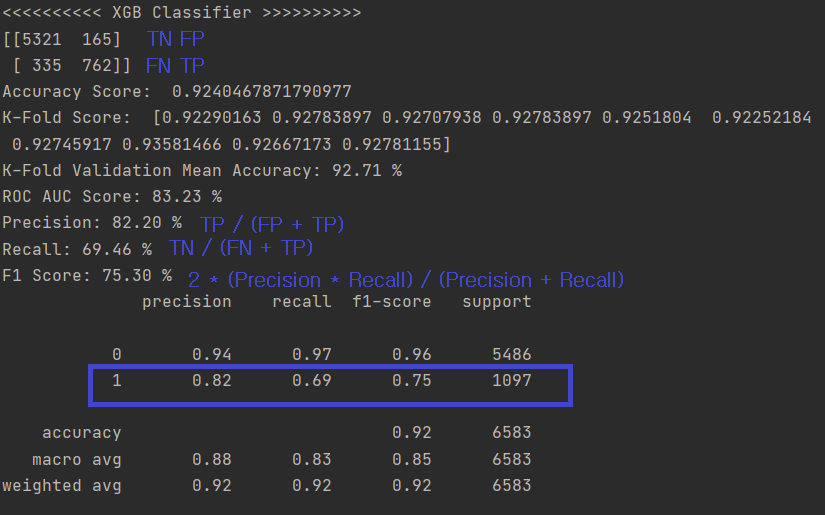 <<<<<<<<<< XGB Classifier >>>>>>>>>>
[[5321 165] TN FP
[ 335 762]] FN TP
Accuracy Score: 0.9240467871790977
K-Fold Score: [0.92290163 0.92783897 0.92707938 0.92783897 0.9251804 0.92252184
0.92745917 0.93581466 0.92667173 0.92781155]
K-Fold Validation Mean Accuracy: 92.71 %
ROC AUC Score: 83.23 %
Precision: 82.20 % TP / (FP + TP)
Recall: 69.46 % TN / (FN + TP)
F1 Score: 75.30 % 2 * (Precision * Recall) / (Precision + Recall)
precision recall f1-score support
0 0.94 0.97 0.96 5486
1 0.82 0.69 0.75 1097
accuracy 0.92 6583
macro avg 0.88 0.83 0.85 6583
weighted avg 0.92 0.92 0.92 6583